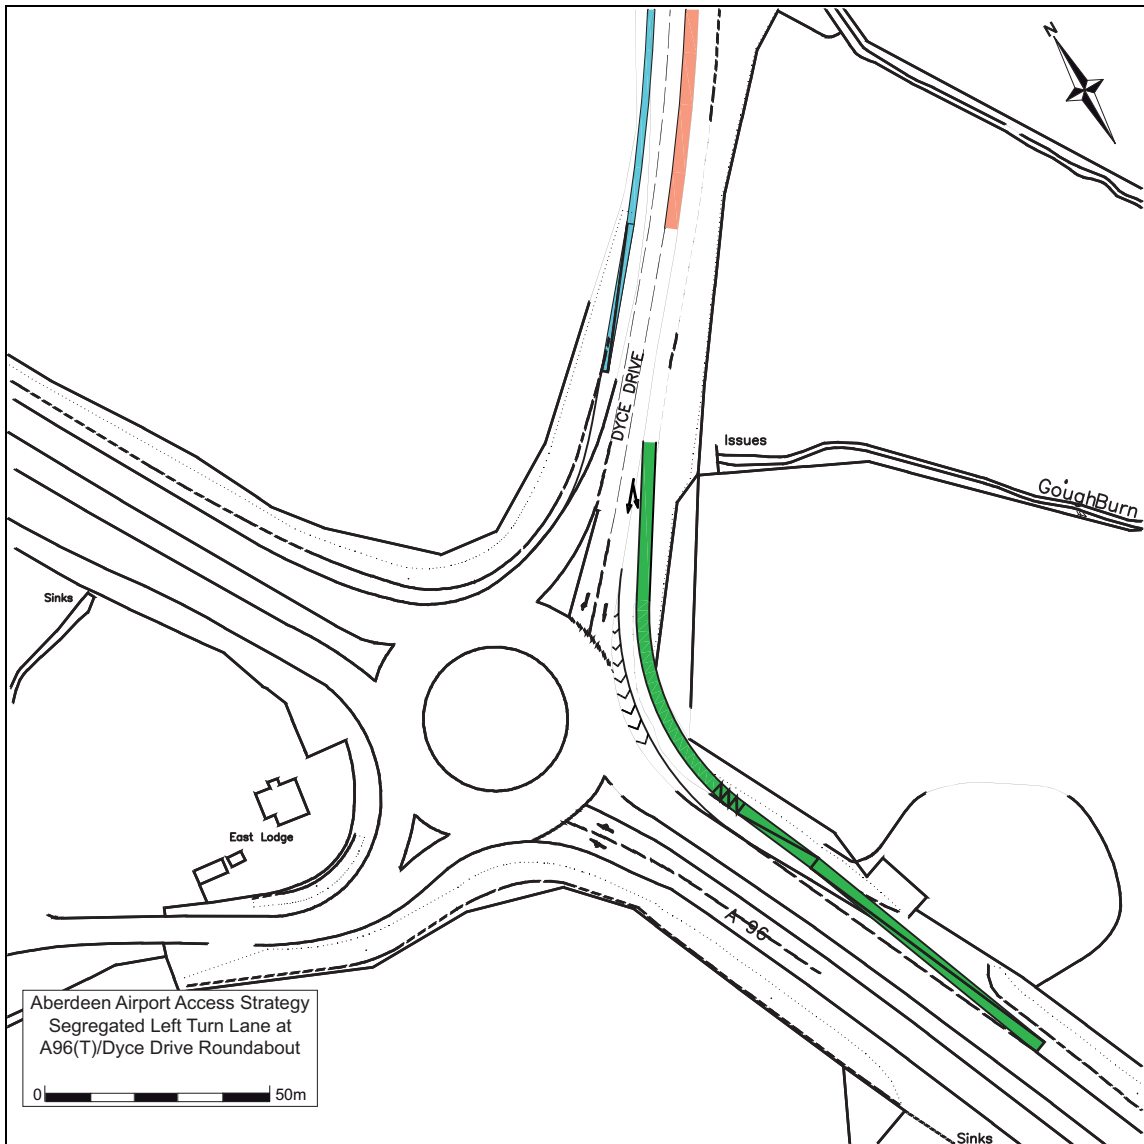 N
DYCE DRIVE
Issues
GoughBurn
Sinks
East Lodge
A 96
Aberdeen Airport Access Strategy
Segregated Left Turn Lane at
A96(T)/Dyce Drive Roundabout
0 50m
Sinks